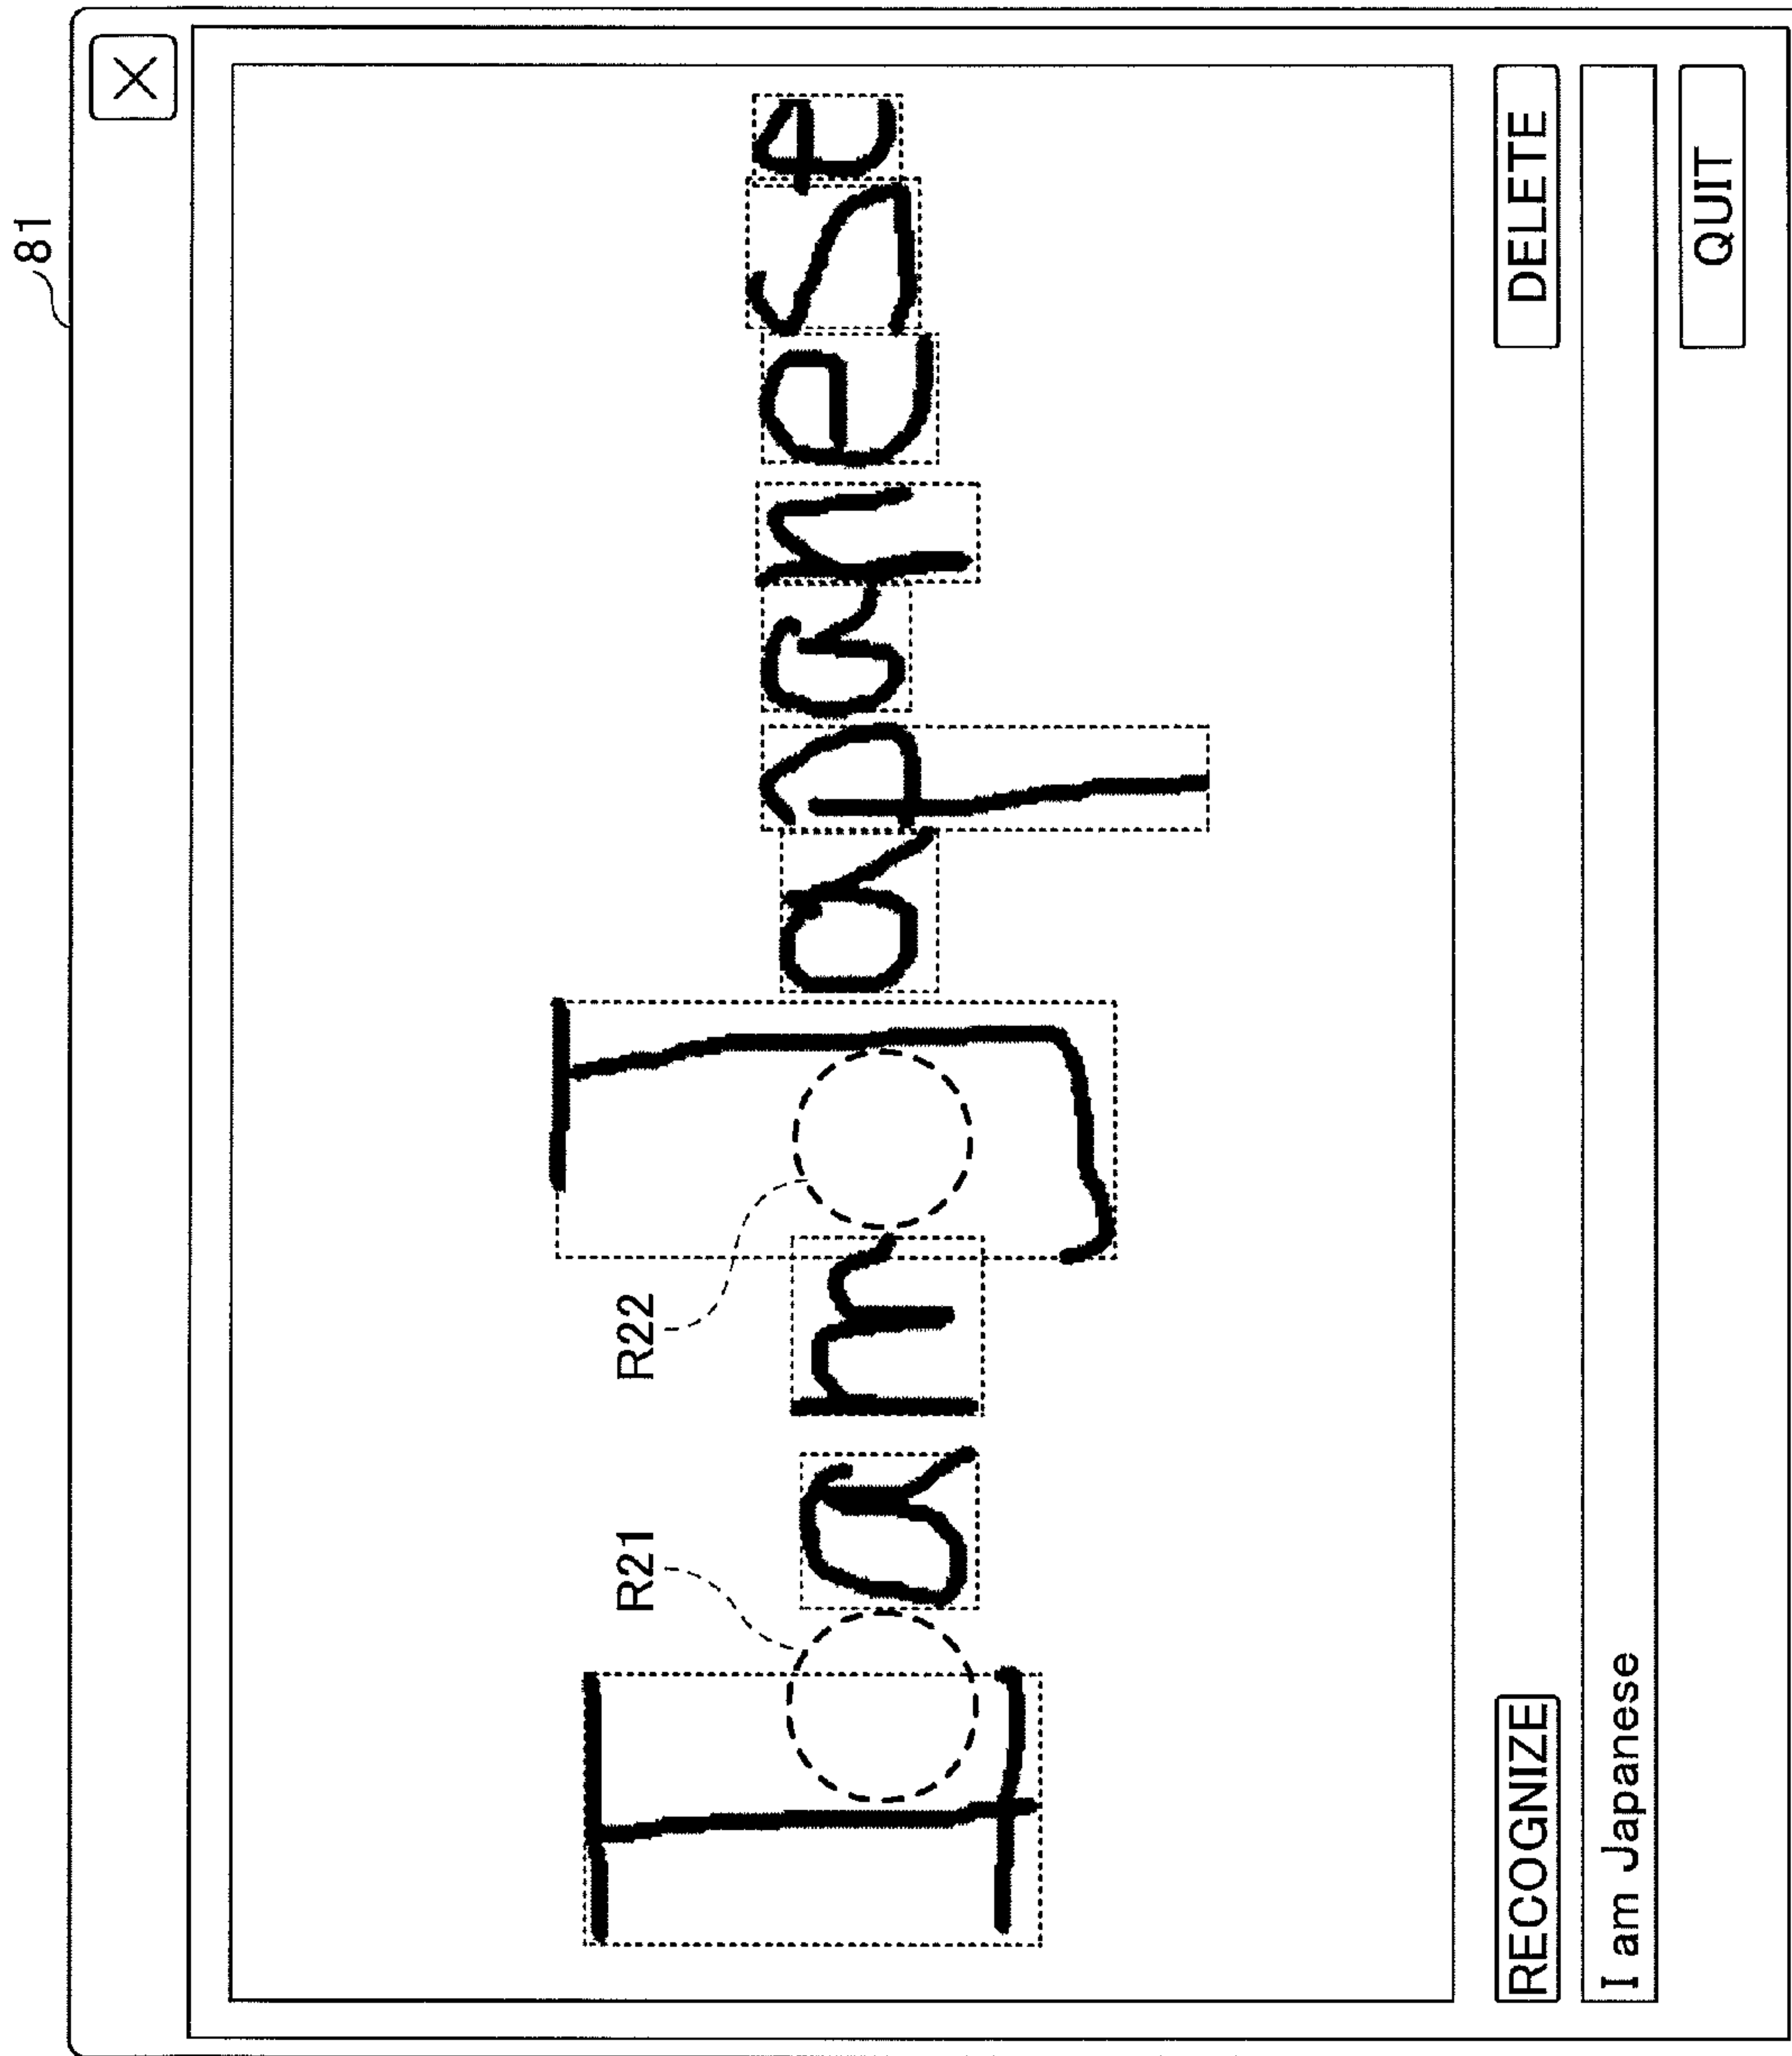 81
X
R21 R22
I am Japanese
RECOGNIZE DELETE
I am Japanese
QUIT